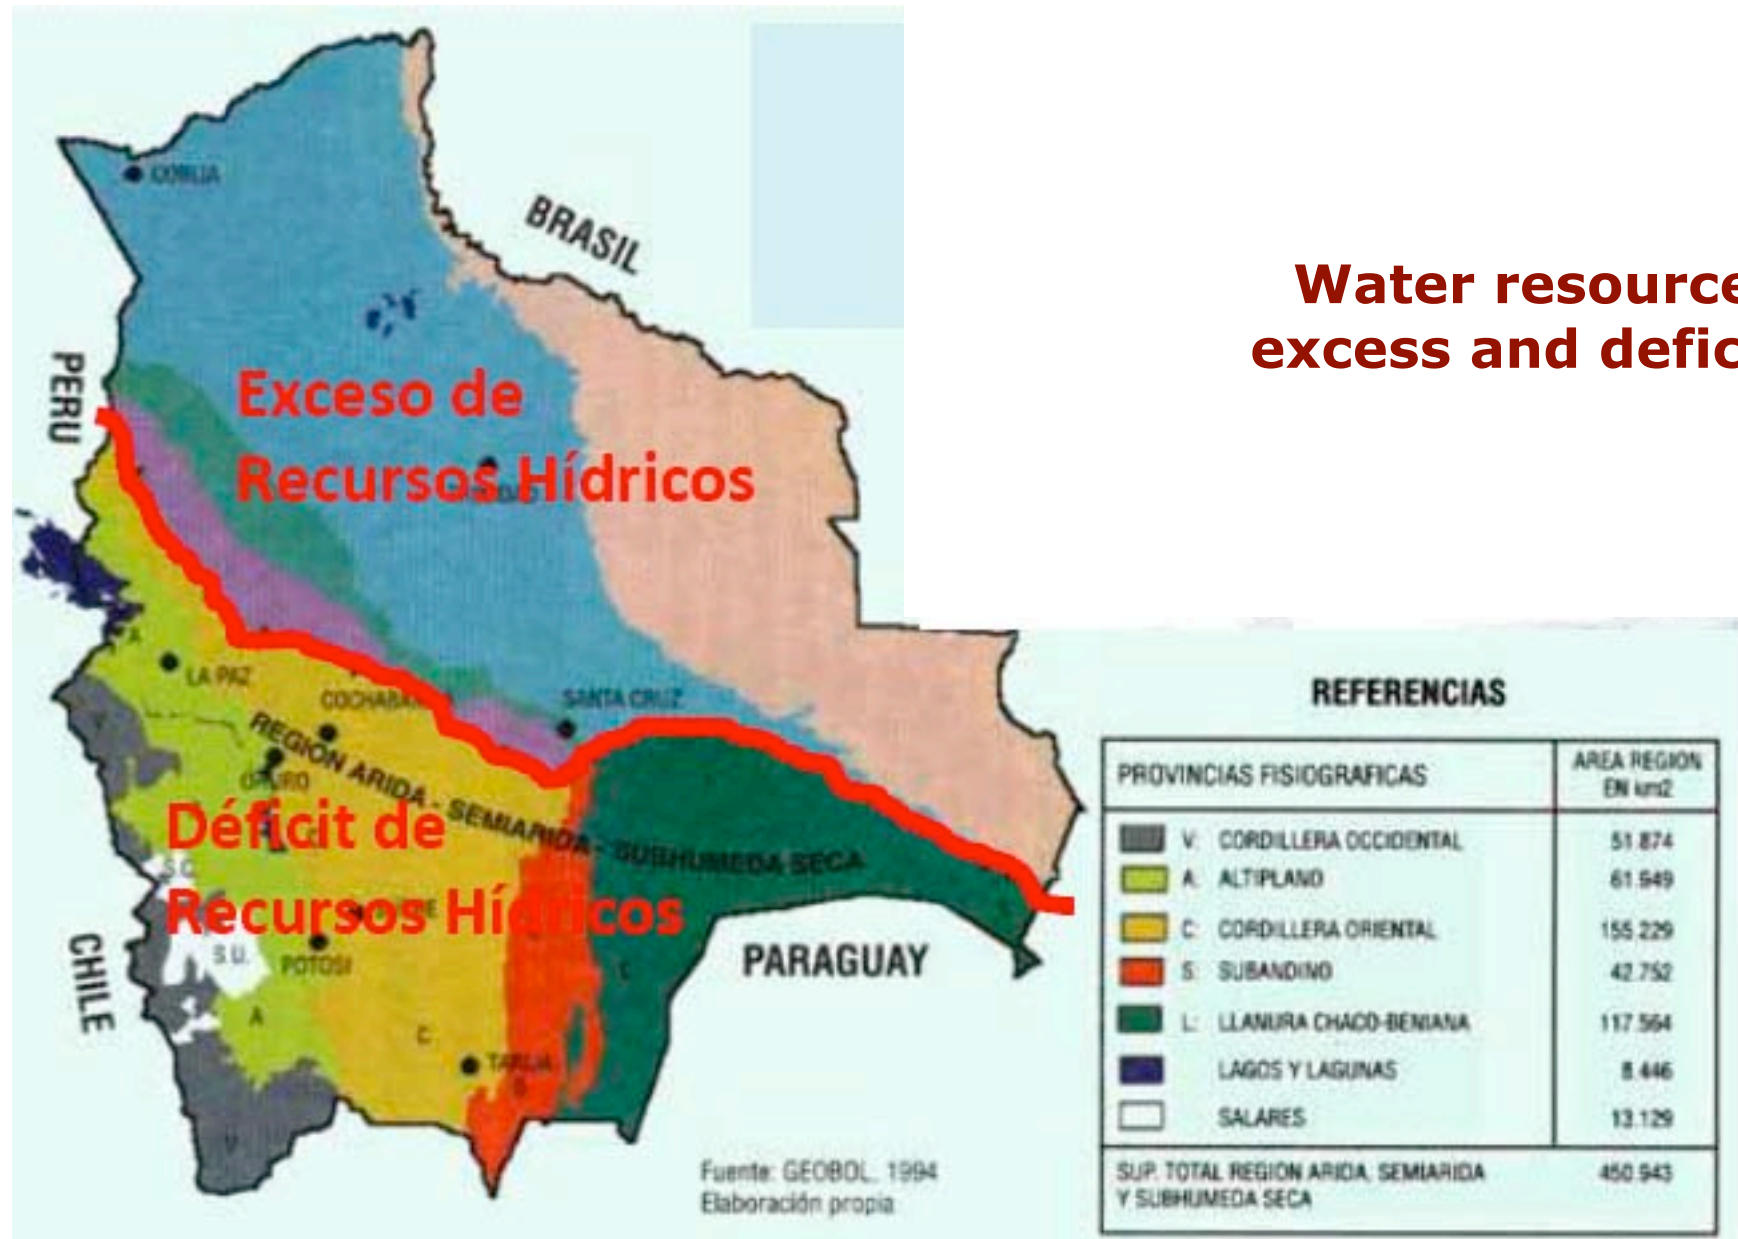 Water resource
excess and defic
BRASIL
PERU
COBIJA
Exceso de
Recursos Hídricos
LA PAZ
SANTA CRUZ
REGIÓN ARIDA - SEMIARIDA - SUBHUMEDA SECA
Déficit de
Recursos Hídricos
S.U.
POTOSI
PARAGUAY
CHILE
A
C
TARIJA
S
V
Fuente: GEOBOL, 1994
Elaboración propia
REFERENCIAS
PROVINCIAS FISIOGRAFICAS AREA REGION
EN km2
V: CORDILLERA OCCIDENTAL 51.874
A: ALTIPLANO 61.949
C: CORDILLERA ORIENTAL 155.229
S: SUBANDINO 42.752
L: LLANURA CHACO-BENIANA 117.564
LAGOS Y LAGUNAS 8.446
SALARES 13.129
SUP. TOTAL REGION ARIDA, SEMIARIDA 450.943
Y SUBHUMEDA SECA